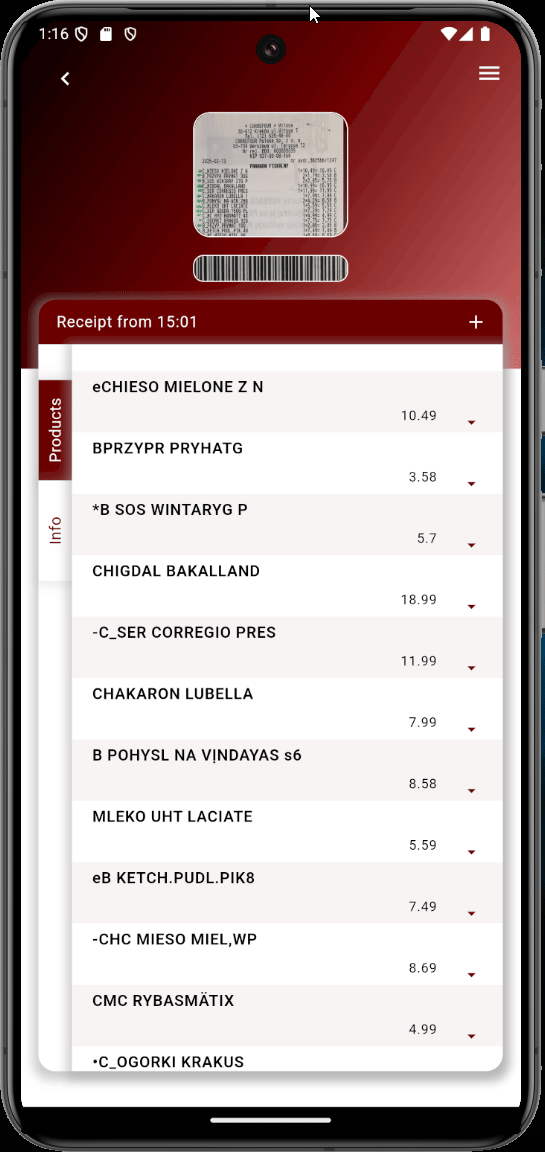 1:16
Receipt from 15:01
+
Products
Info
eCHIESO MIELONE Z N
10.49
BPRZYPR PRYHATG
3.58
*B SOS WINTARYG P
5.7
CHIGDAL BAKALLAND
18.99
-C_SER CORREGIO PRES
11.99
CHAKARON LUBELLA
7.99
B POHYSL NA VỊNDAYAS s6
8.58
MLEKO UHT LACIATE
5.59
eB KETCH.PUDL.PIK8
7.49
-CHC MIESO MIEL,WP
8.69
CMC RYBASMÄTIX
4.99
•C_OGORKI KRAKUS